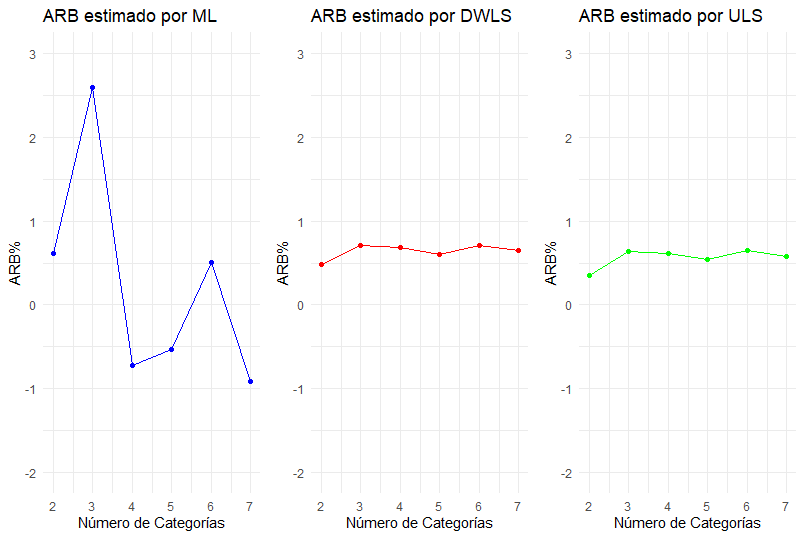 ARB estimado por ML
ARB%
3
2
1
0
-1
-2
2 3 4 5 6 7
Número de Categorías
ARB estimado por DWLS
ARB%
3
2
1
0
-1
-2
2 3 4 5 6 7
Número de Categorías
ARB estimado por ULS
ARB%
3
2
1
0
-1
-2
2 3 4 5 6 7
Número de Categorías